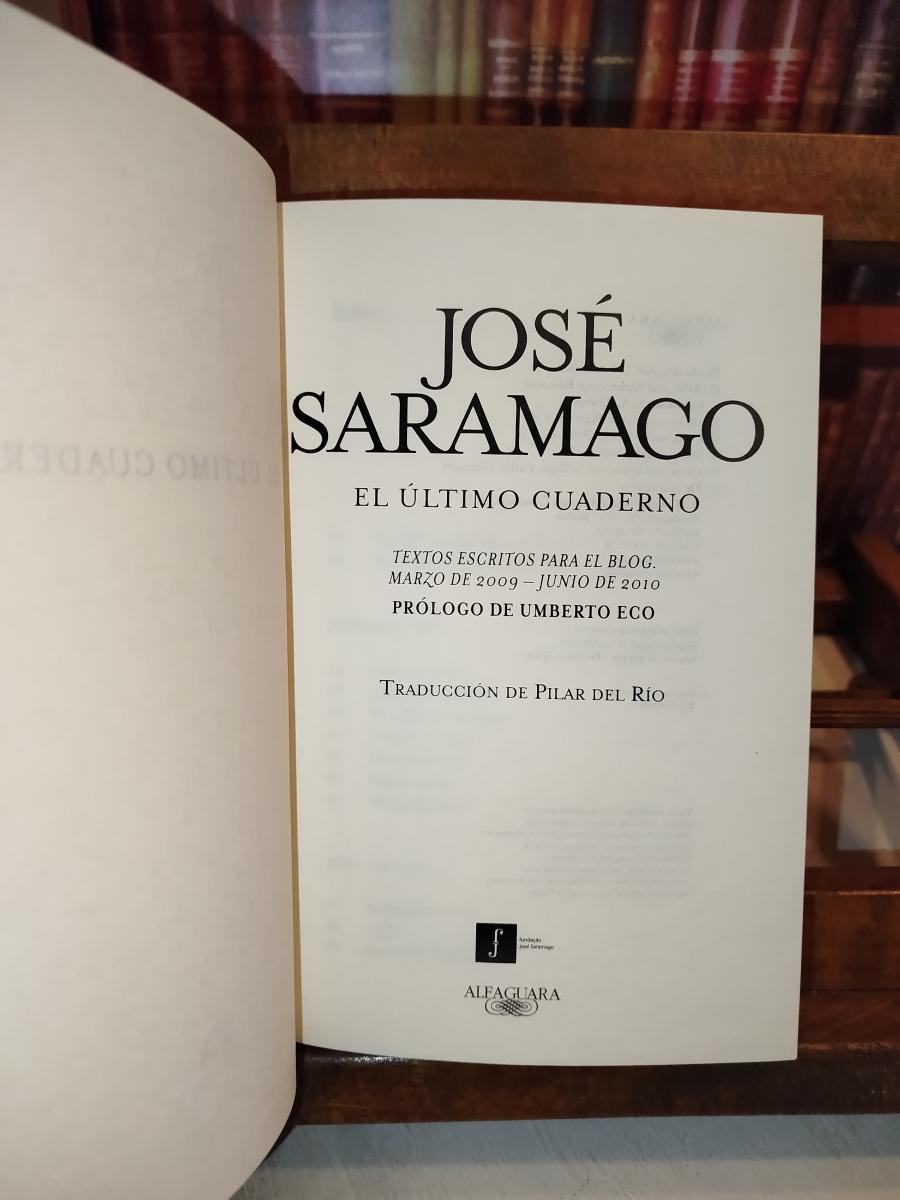 JOSÉ
SARAMAGO
EL ÚLTIMO CUADERNO
TEXTOS ESCRITOS PARA EL BLOG.
MARZO DE 2009 – JUNIO DE 2010
PRÓLOGO DE UMBERTO ECO
TRADUCCIÓN DE PILAR DEL RÍO
fundação
josé saramago
ALFAGUARA